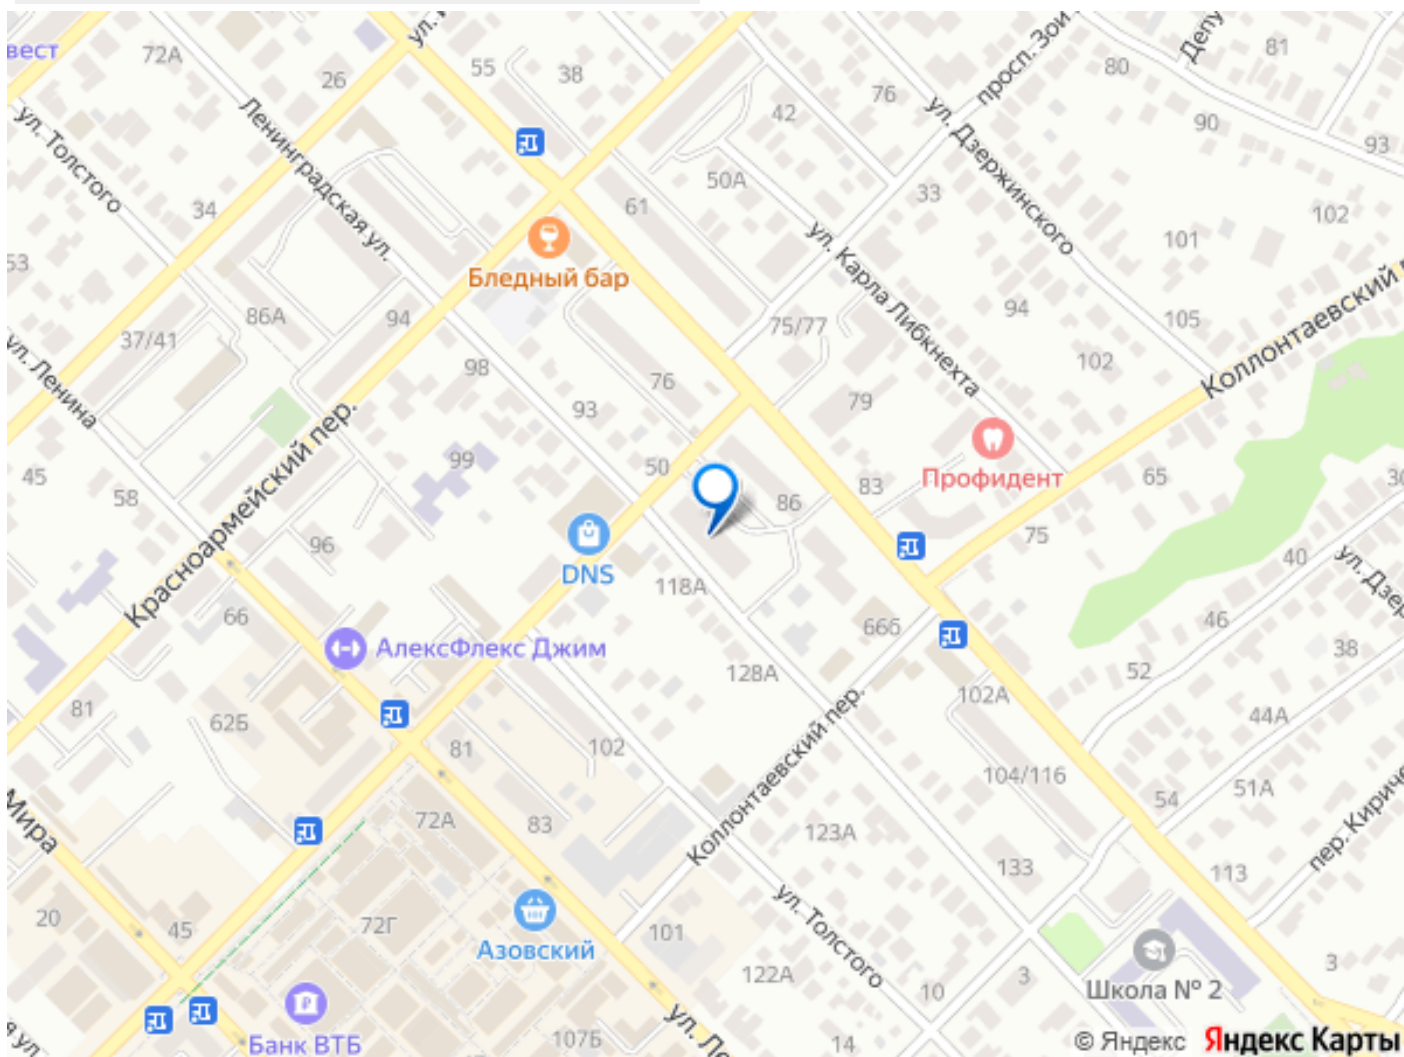 вест
72А
26
ул.
55
38
42
76
просп. Зои
80
Депу
81
90
93
ул. Толстого
Ленинградская ул.
34
61
50А
33
ул. Дзержинского
102
101
53
Бледный бар
ул. Карла Либкнехта
Коллонтаевский
37/41
86А
94
98
75/77
94
105
102
ул. Ленина
76
93
79
45
58
Красноармейский пер.
99
50
86
83
Профидент
65
96
DNS
118А
75
40
ул. Дзер
66
АлексФлекс Джим
128А
66б
46
38
52
81
62Б
81
102
102А
44А
Мира
Коллонтаевский пер.
104/116
51А
54
72А
83
123А
133
113
пер. Кириче
20
45
72Г
Азовский
101
ул. Толстого
122А
10
3
Школа № 2
3
Банк ВТБ
107Б
ул. Ле
14
© Яндекс Яндекс Карты